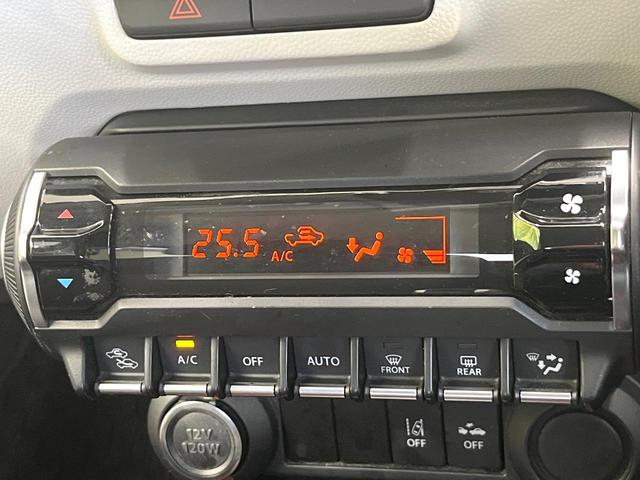 25.5 A/C
A/C OFF AUTO FRONT REAR
12V
120W
OFF OFF